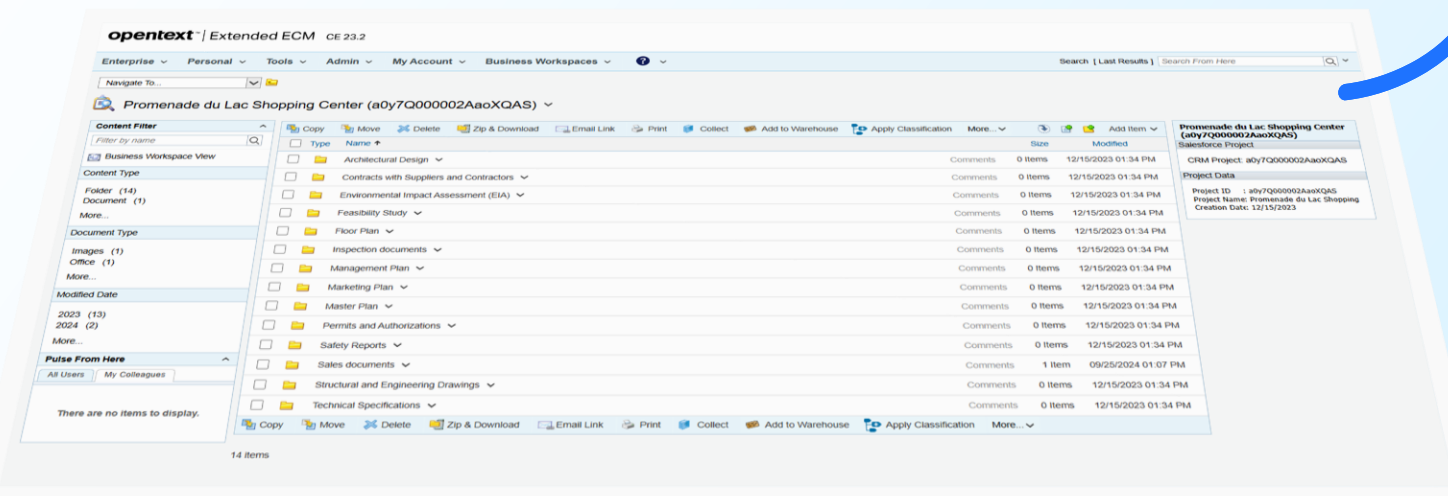 opentext™ | Extended ECM CE 23.2
Enterprise Personal Tools Admin My Account Business Workspaces ? Search [ Last Results ] Search From Here
Navigate To...
Promenade du Lac Shopping Center (a0y7Q000002AaoXQAS)
Content Filter
Filter by name
Business Workspace View
Content Type
Folder (14)
Document (1)
More...
Document Type
Images (1)
Office (1)
More...
Modified Date
2023 (13)
2024 (2)
More...
Pulse From Here
All Users My Colleagues
There are no items to display.
Copy Move Delete Zip & Download Email Link Print Collect Add to Warehouse Apply Classification More... Add Item
Type Name Size Modified
Architectural Design Comments 0 Items 12/15/2023 01:34 PM
Contracts with Suppliers and Contractors Comments 0 Items 12/15/2023 01:34 PM
Environmental Impact Assessment (EIA) Comments 0 Items 12/15/2023 01:34 PM
Feasibility Study Comments 0 Items 12/15/2023 01:34 PM
Floor Plan Comments 0 Items 12/15/2023 01:34 PM
Inspection documents Comments 0 Items 12/15/2023 01:34 PM
Management Plan Comments 0 Items 12/15/2023 01:34 PM
Marketing Plan Comments 0 Items 12/15/2023 01:34 PM
Master Plan Comments 0 Items 12/15/2023 01:34 PM
Permits and Authorizations Comments 0 Items 12/15/2023 01:34 PM
Safety Reports Comments 0 Items 12/15/2023 01:34 PM
Sales documents Comments 1 Item 09/25/2024 01:07 PM
Structural and Engineering Drawings Comments 0 Items 12/15/2023 01:34 PM
Technical Specifications Comments 0 Items 12/15/2023 01:34 PM
Copy Move Delete Zip & Download Email Link Print Collect Add to Warehouse Apply Classification More...
14 items
Promenade du Lac Shopping Center
(a0y7Q000002AaoXQAS)
Salesforce Project
CRM Project: a0y7Q000002AaoXQAS
Project Data
Project ID : a0y7Q000002AaoXQAS
Project Name: Promenade du Lac Shopping
Creation Date: 12/15/2023